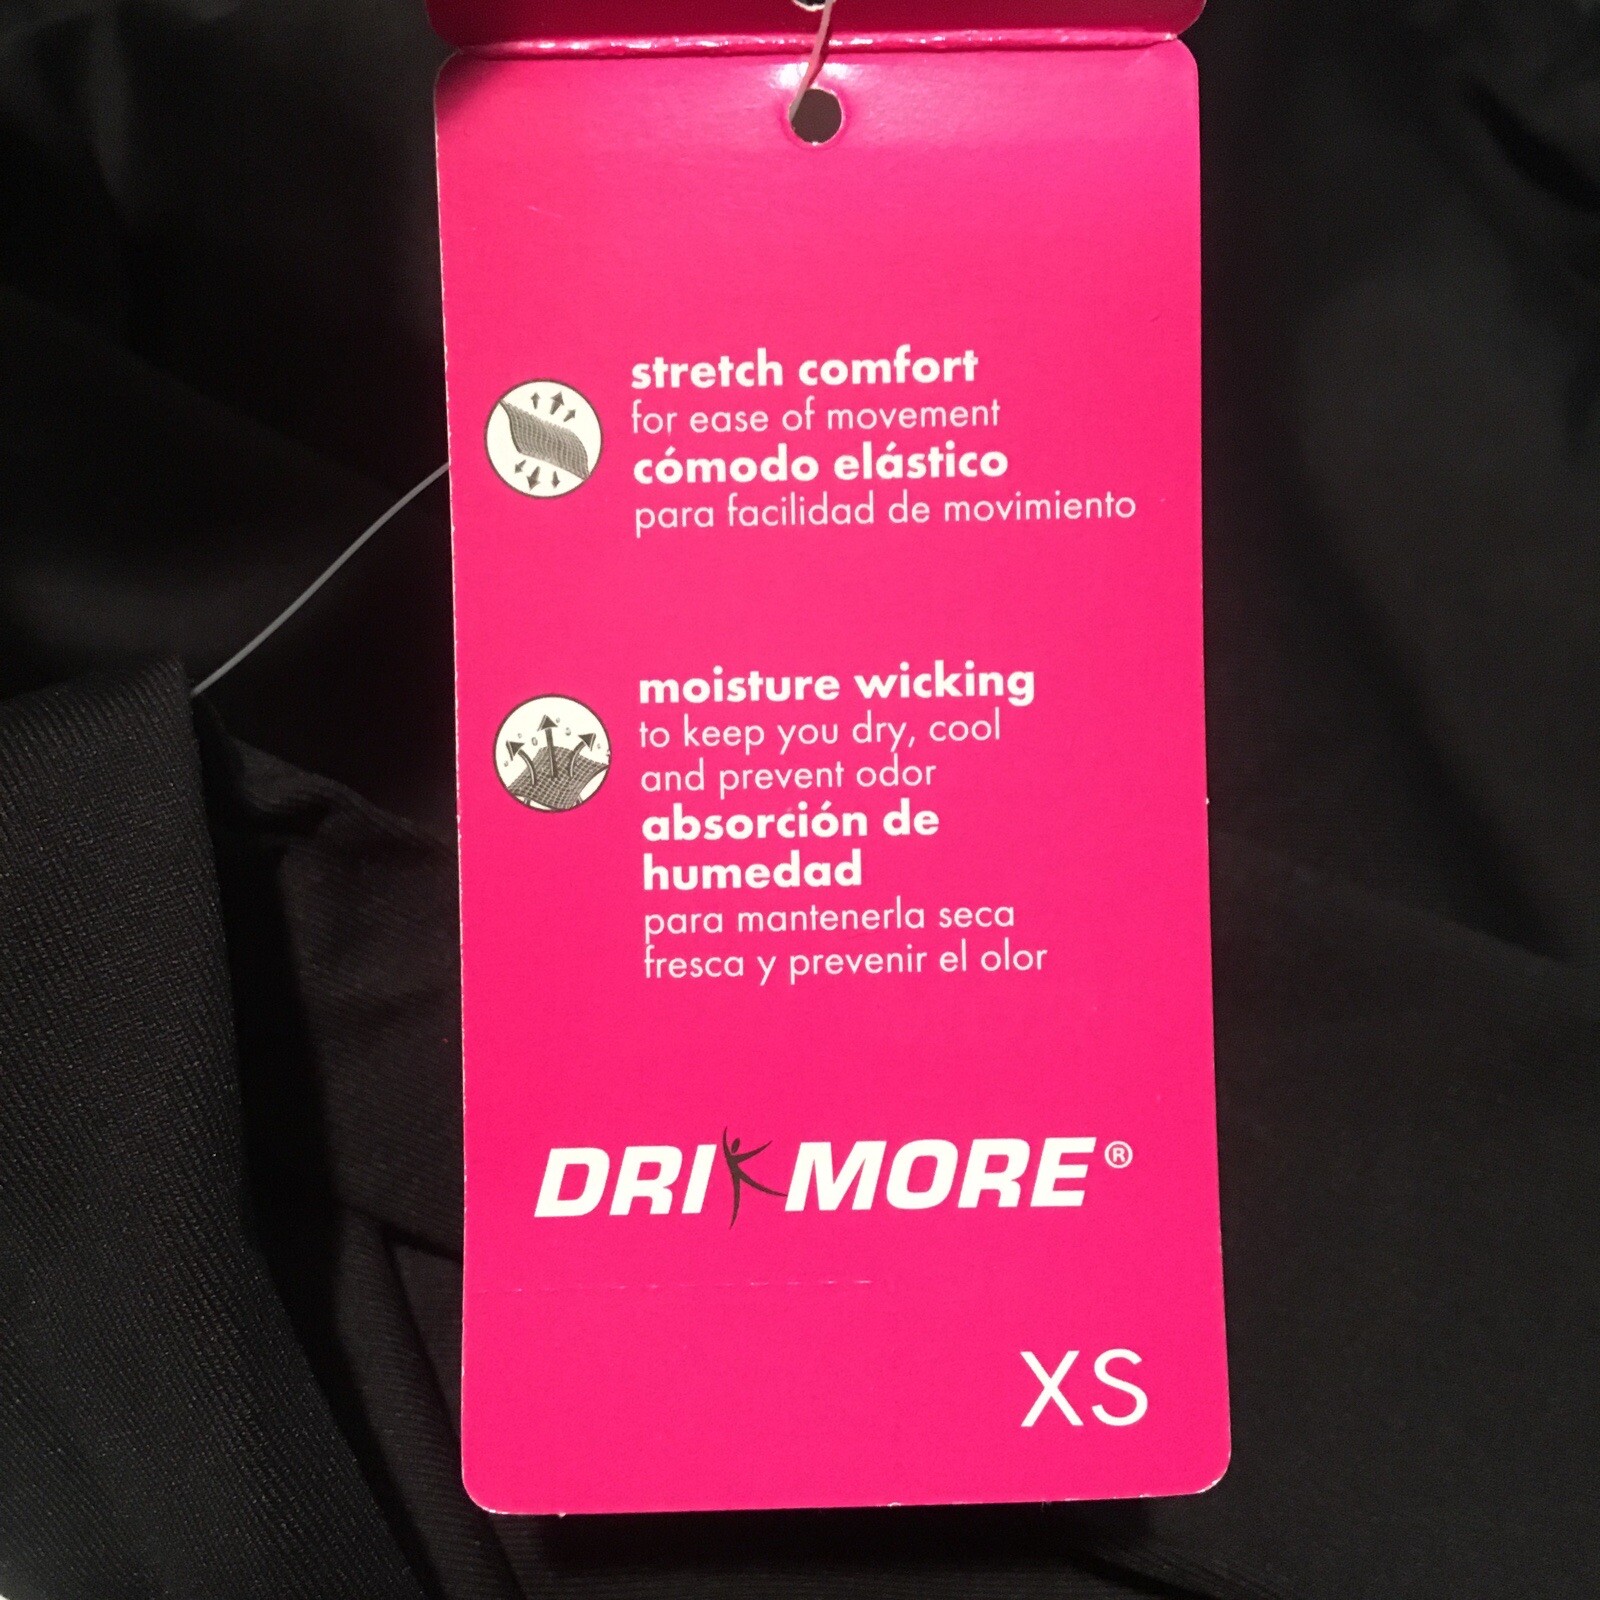 stretch comfort
for ease of movement
cómodo elástico
para facilidad de movimiento
moisture wicking
to keep you dry, cool
and prevent odor
absorción de
humedad
para mantenerla seca
fresca y prevenir el olor
DRI MORE®
XS